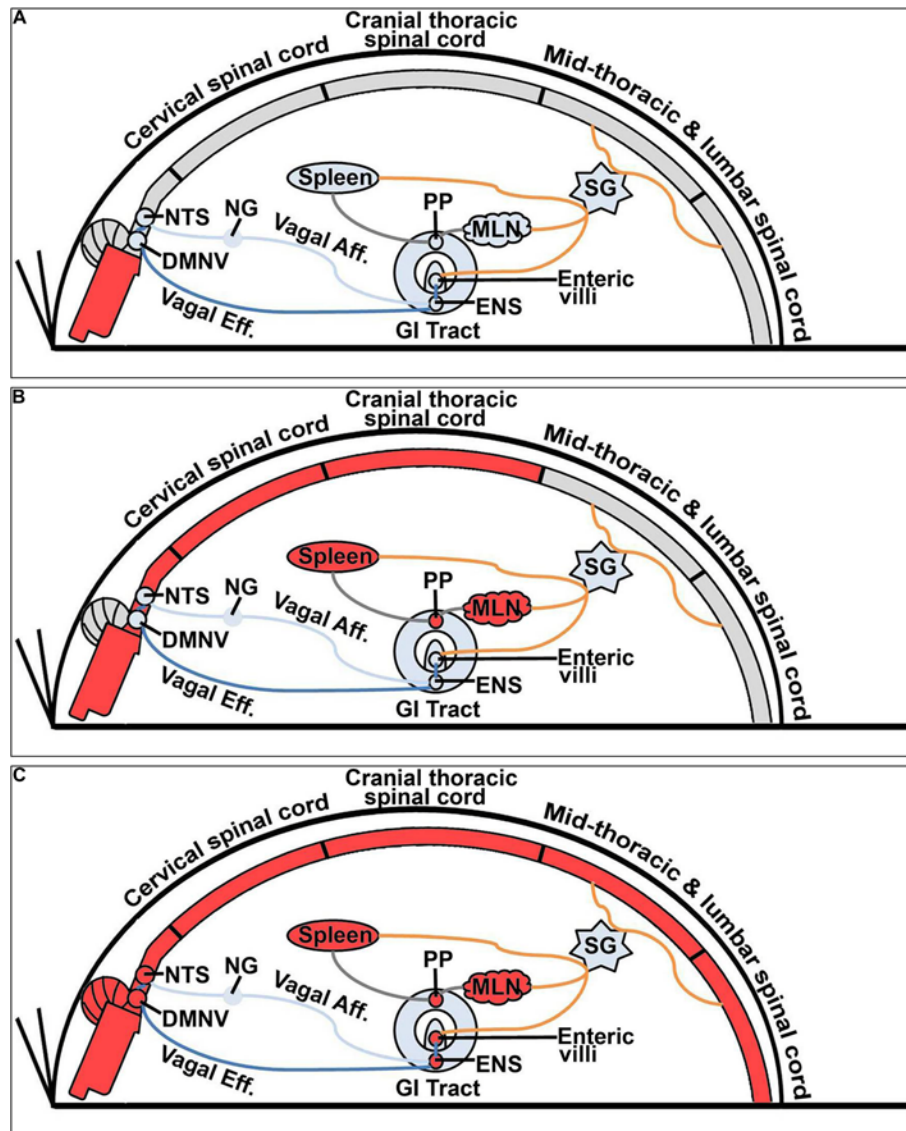 A
Cranial thoracic
spinal cord
Cervical spinal cord
Mid-thoracic & lumbar spinal cord
Spleen
SG
PP
MLN
NTS
NG
Vagal Aff.
DMNV
Enteric
villi
Vagal Eff.
ENS
GI Tract
B
Cranial thoracic
spinal cord
Cervical spinal cord
Mid-thoracic & lumbar spinal cord
Spleen
SG
PP
MLN
NTS
NG
Vagal Aff.
DMNV
Enteric
villi
Vagal Eff.
ENS
GI Tract
C
Cranial thoracic
spinal cord
Cervical spinal cord
Mid-thoracic & lumbar spinal cord
Spleen
SG
PP
MLN
NTS
NG
Vagal Aff.
DMNV
Enteric
villi
Vagal Eff.
ENS
GI Tract